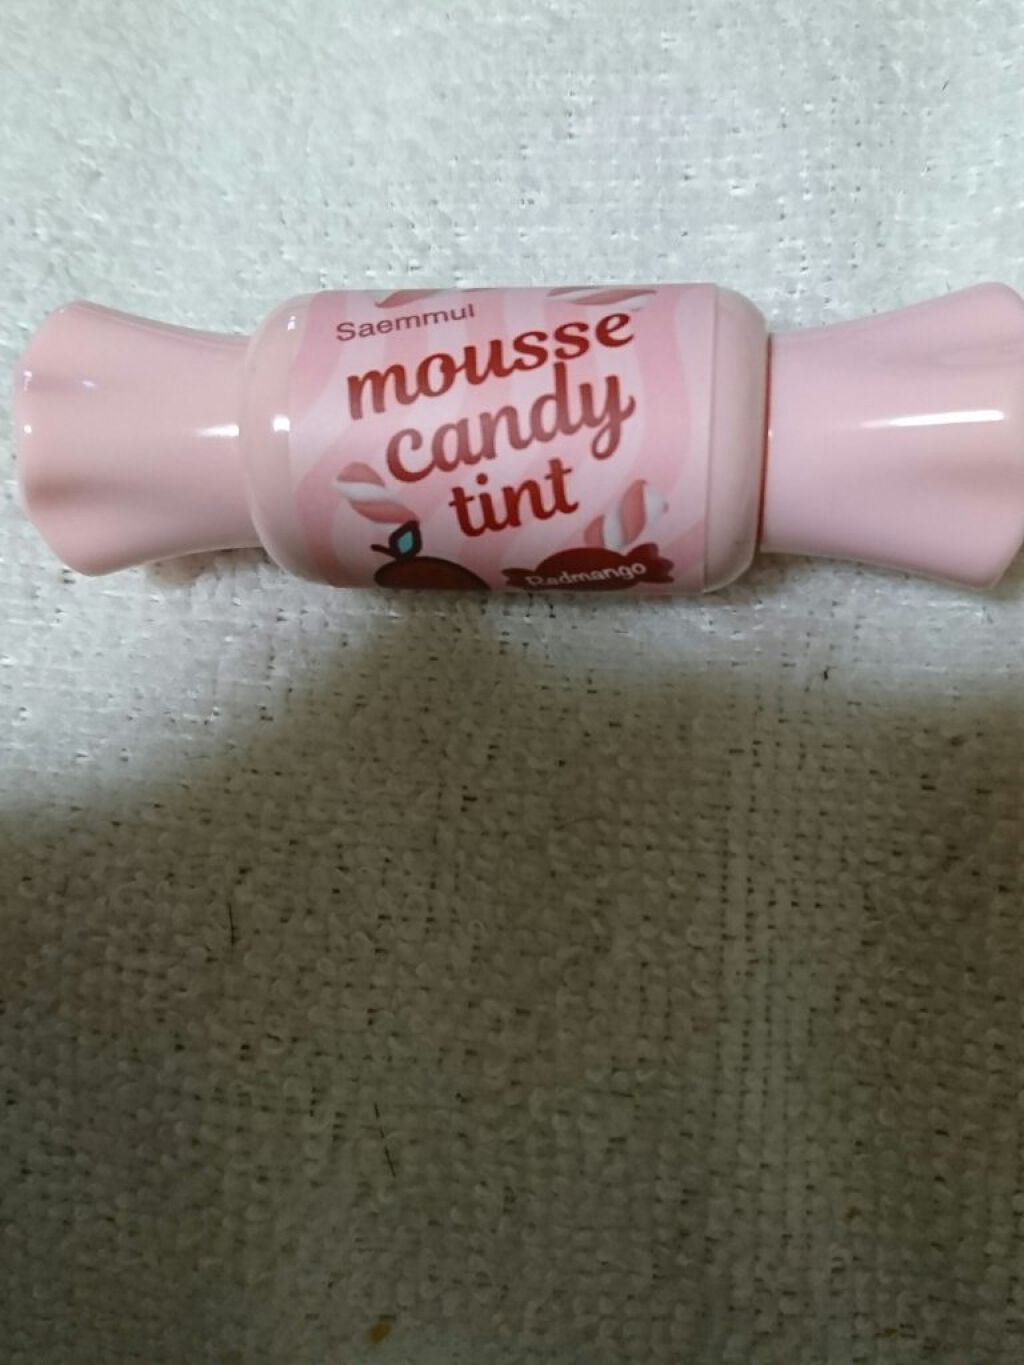 Saemmul
mousse
candy
tint
Redmango